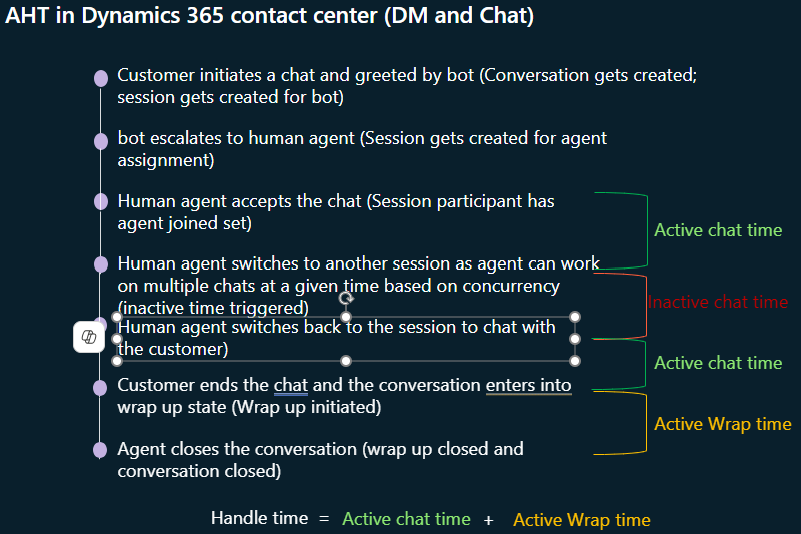 AHT in Dynamics 365 contact center (DM and Chat)
Customer initiates a chat and greeted by bot (Conversation gets created;
session gets created for bot)
bot escalates to human agent (Session gets created for agent
assignment)
Human agent accepts the chat (Session participant has
agent joined set)
Active chat time
Human agent switches to another session as agent can work
on multiple chats at a given time based on concurrency
(inactive time triggered)
Inactive chat time
Human agent switches back to the session to chat with
the customer)
Active chat time
Customer ends the chat and the conversation enters into
wrap up state (Wrap up initiated)
Active Wrap time
Agent closes the conversation (wrap up closed and
conversation closed)
Handle time = Active chat time + Active Wrap time